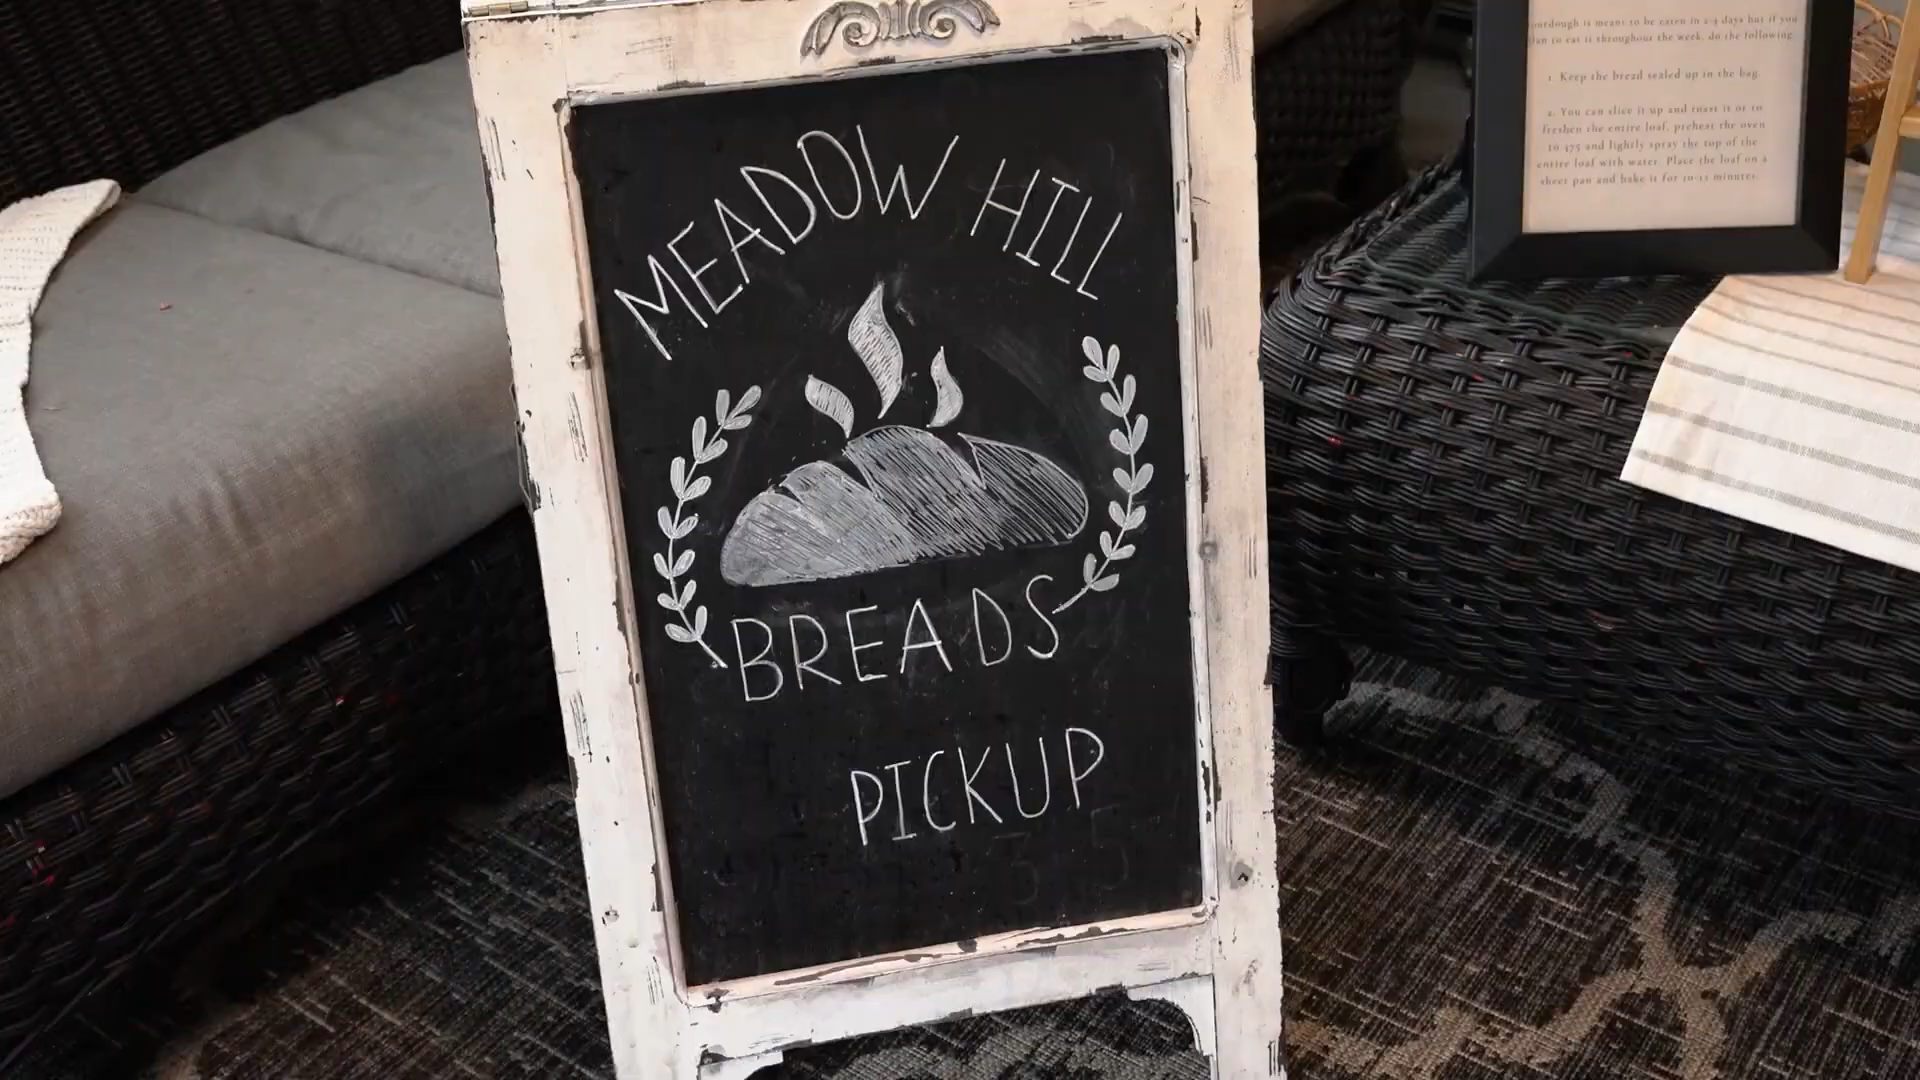 MEADOW HILL
BREADS
PICKUP
sourdough is meant to be eaten in 2-3 days but if you
plan to eat it throughout the week, do the following:
1. Keep the bread sealed up in the bag.
2. You can slice it up and toast it or to
freshen the entire loaf, preheat the oven
to 475 and lightly spray the top of the
entire loaf with water. Place the loaf on a
sheet pan and bake it for 10-12 minutes.